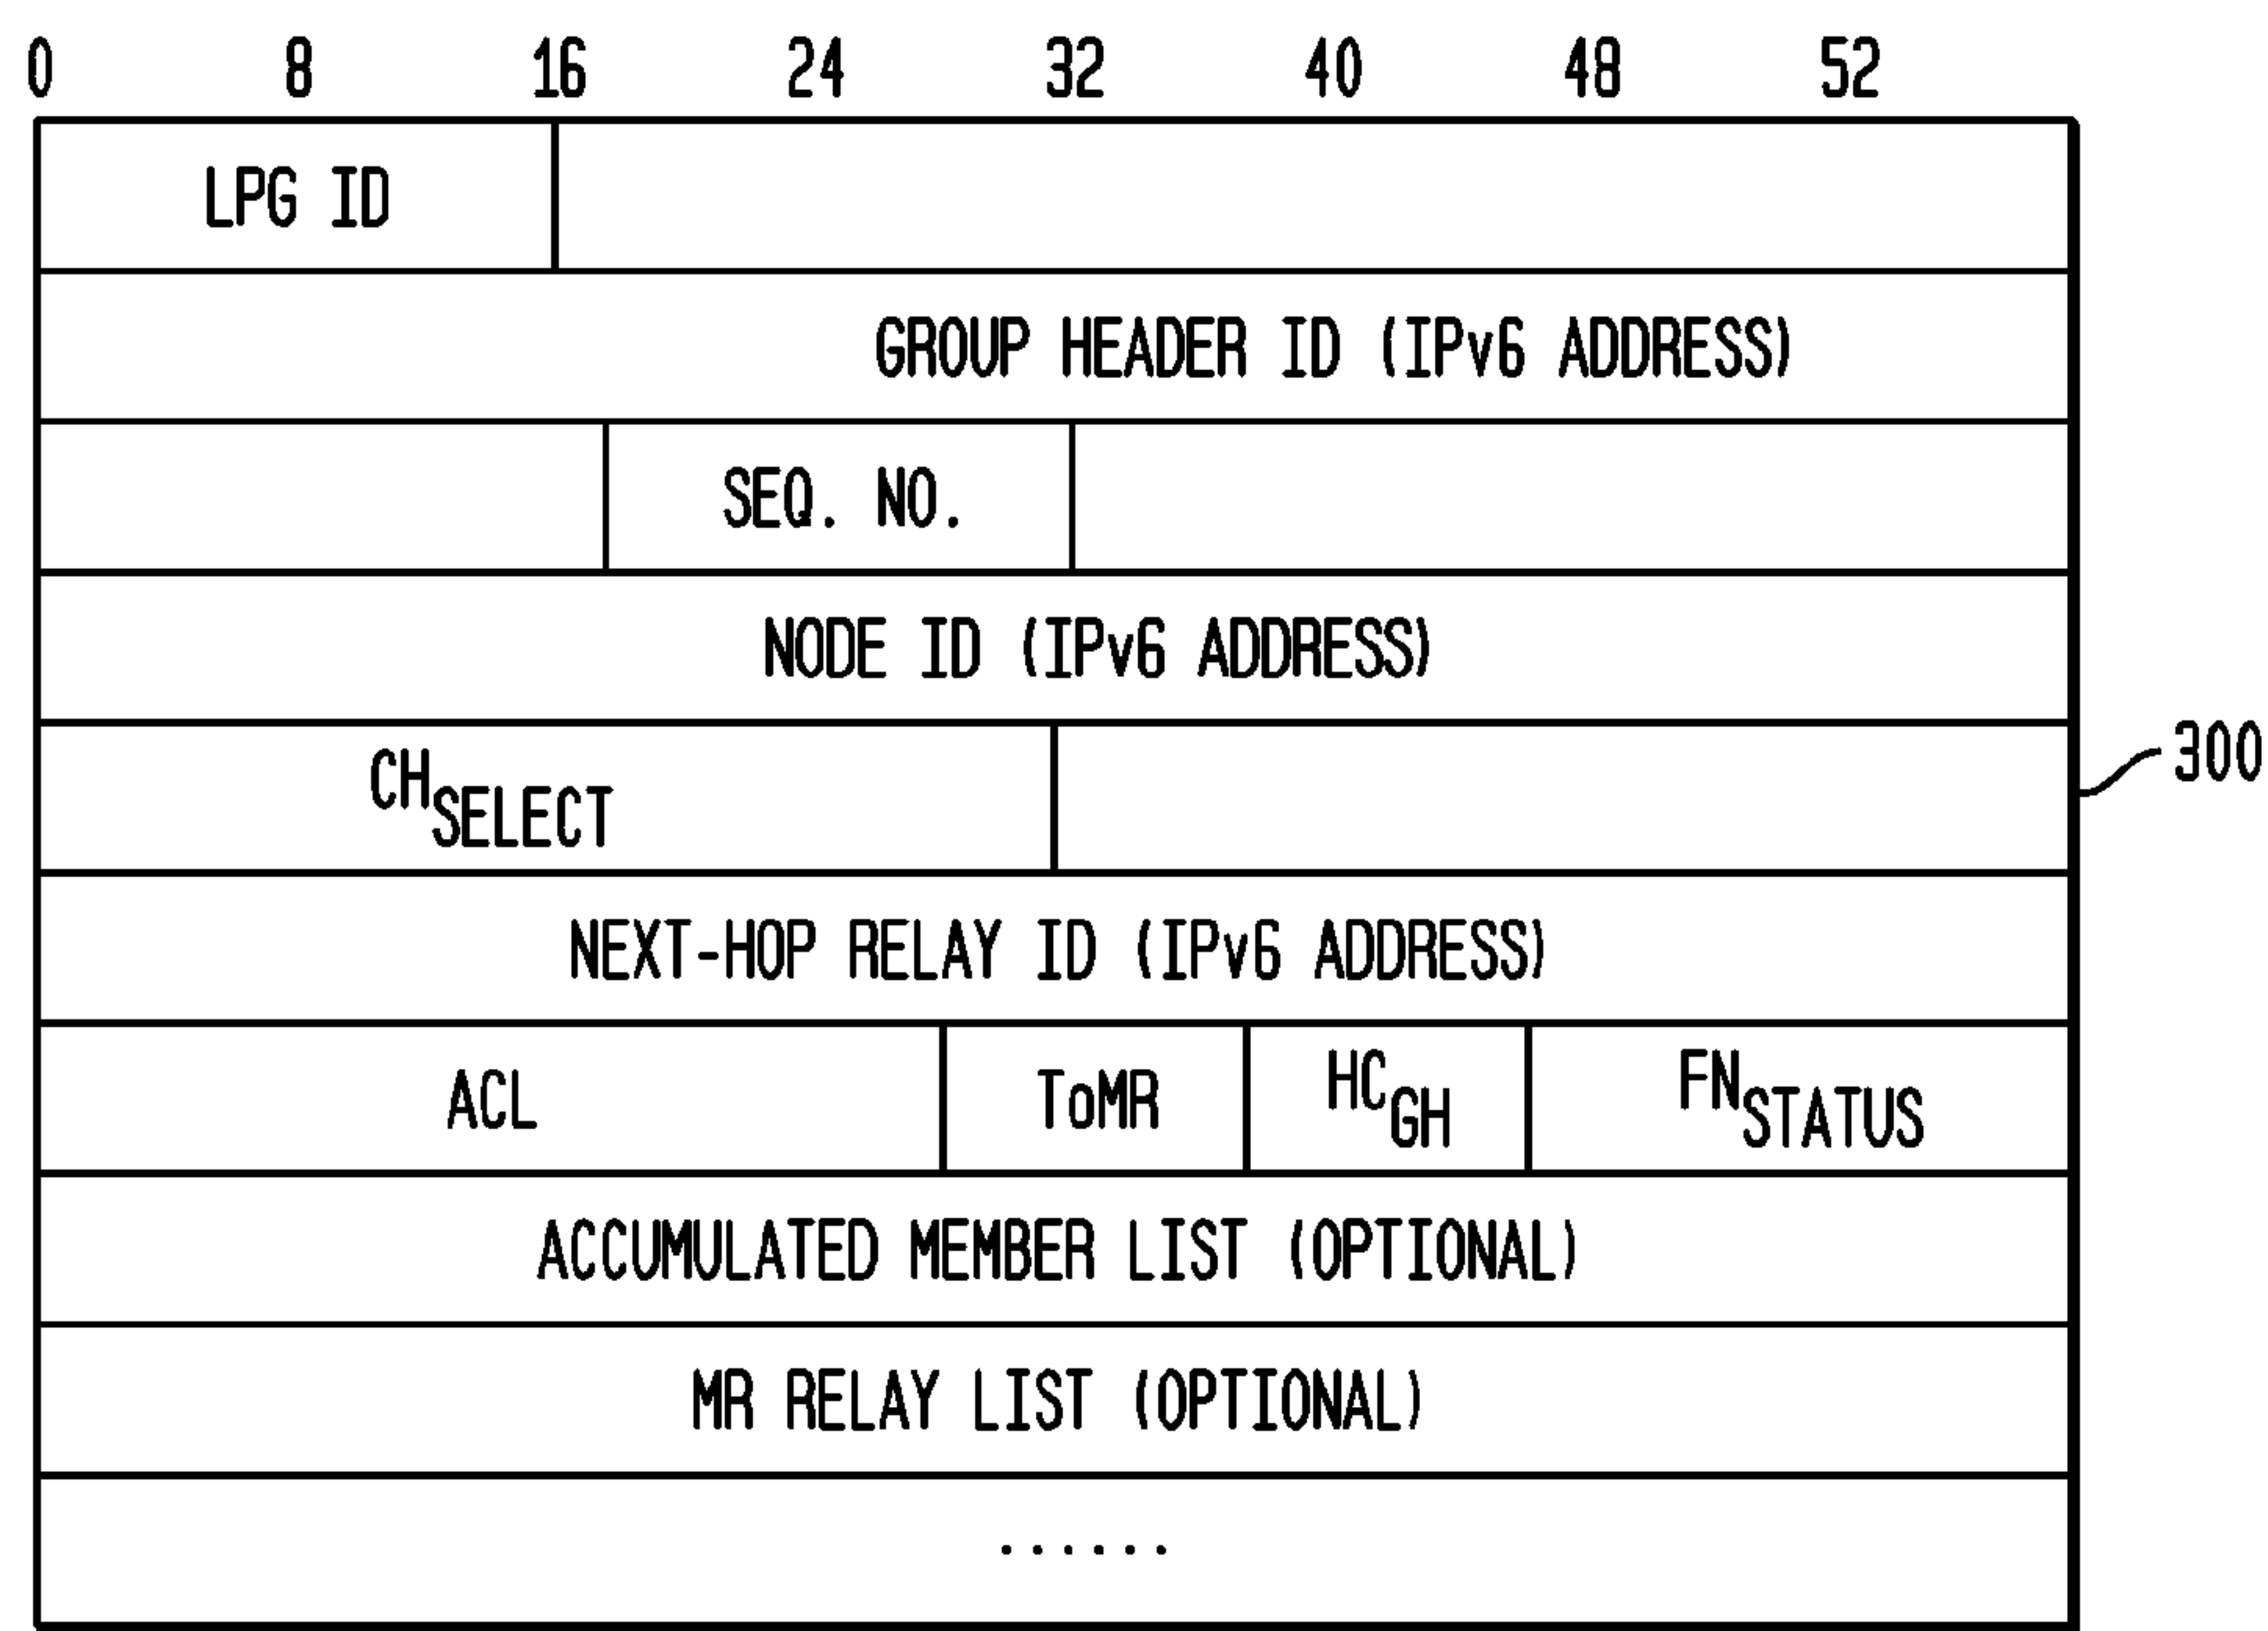 0 8 16 24 32 40 48 52
LPG ID
GROUP HEADER ID (IPv6 ADDRESS)
SEQ. NO.
NODE ID (IPv6 ADDRESS)
CHSELECT
300
NEXT-HOP RELAY ID (IPv6 ADDRESS)
ACL ToMR HCGH FNSTATUS
ACCUMULATED MEMBER LIST (OPTIONAL)
MR RELAY LIST (OPTIONAL)
......